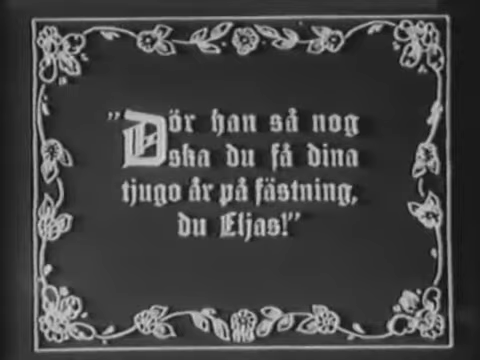 "Dör han så nog
ska du få dina
tjugo år på fästning,
du Eljas!"